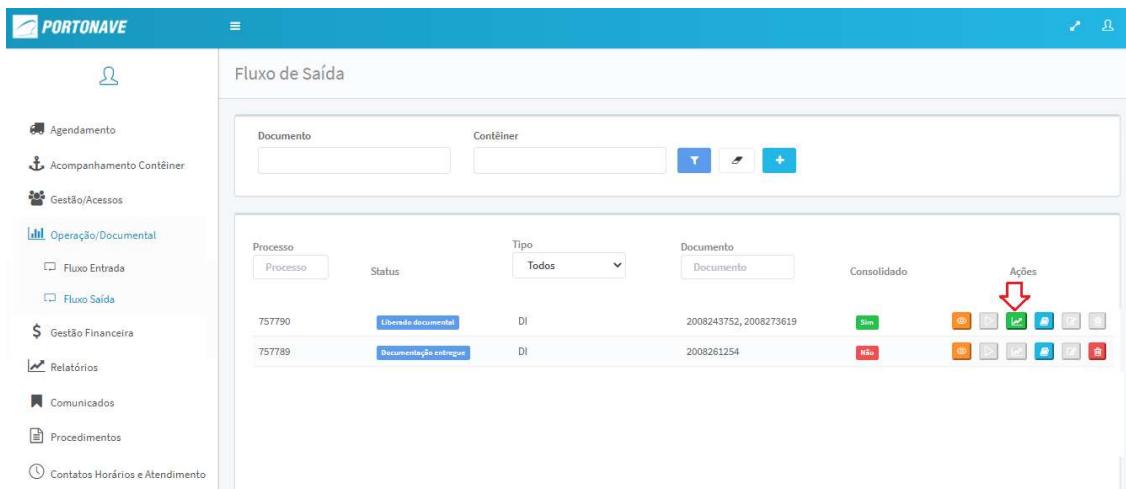 PORTONAVE
Fluxo de Saída
Agendamento
Acompanhamento Contêiner
Gestão/Acessos
Operação/Documental
Fluxo Entrada
Fluxo Saída
Gestão Financeira
Relatórios
Comunicados
Procedimentos
Contatos Horários e Atendimento
Documento Contêiner
Processo Status Tipo Documento Consolidado Ações
Processo Todos Documento
757790 Liberado documental DI 2008243752, 2008273619 Sim
757789 Documentação entregue DI 2008261254 Não